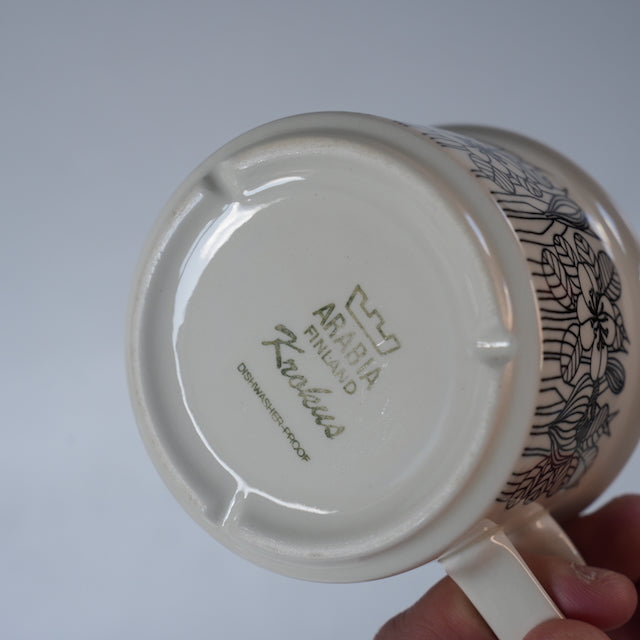 ARABIA
FINLAND
Krokus
DISHWASHER-PROOF